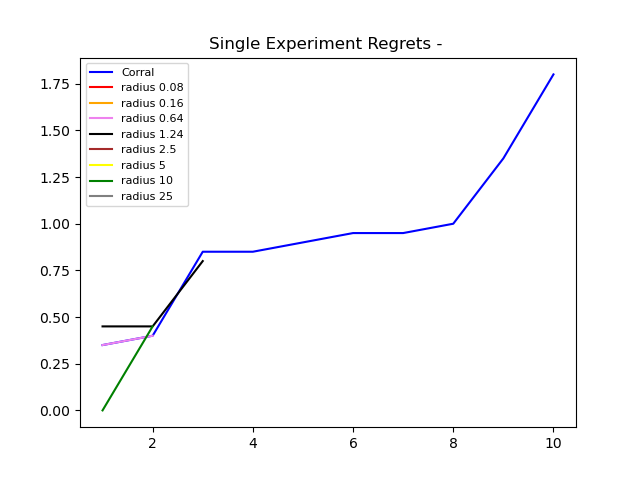 Single Experiment Regrets -
Corral
radius 0.08
radius 0.16
radius 0.64
radius 1.24
radius 2.5
radius 5
radius 10
radius 25
1.75
1.50
1.25
1.00
0.75
0.50
0.25
0.00
2 4 6 8 10